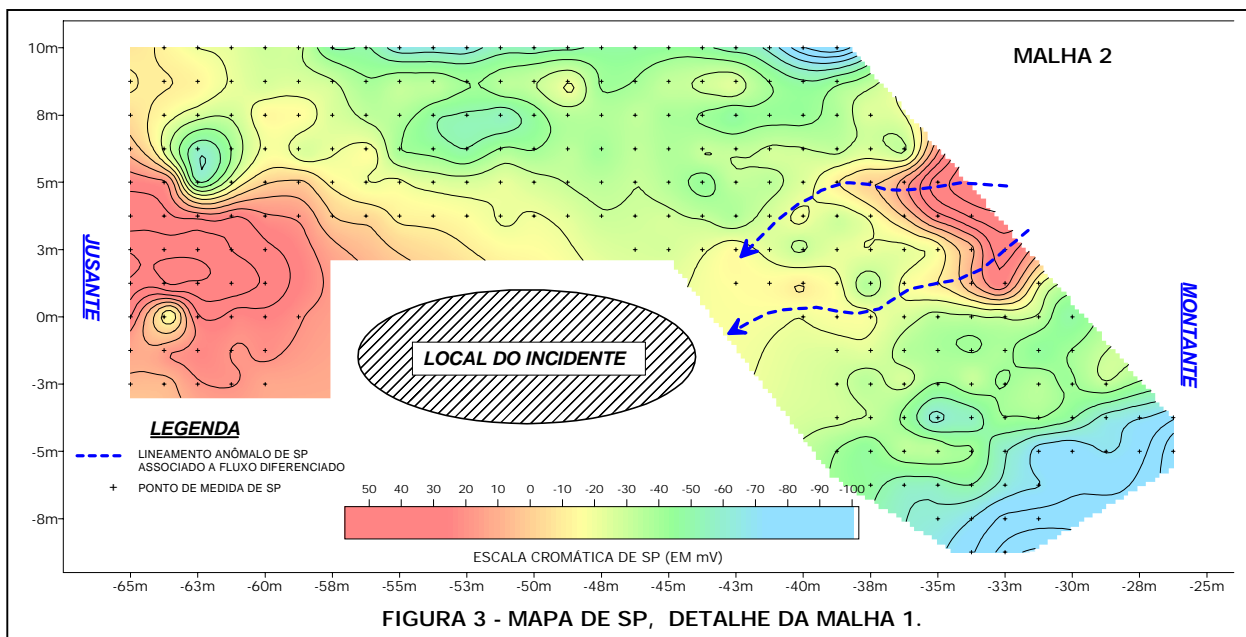 MALHA 2
10m
8m
5m
3m
0m
-3m
-5m
-8m
JUSANTE
MONTANTE
LOCAL DO INCIDENTE
LEGENDA
LINEAMENTO ANÔMALO DE SP
ASSOCIADO A FLUXO DIFERENCIADO
PONTO DE MEDIDA DE SP
50 40 30 20 10 0 -10 -20 -30 -40 -50 -60 -70 -80 -90 -100
ESCALA CROMÁTICA DE SP (EM mV)
-65m -63m -60m -58m -55m -53m -50m -48m -45m -43m -40m -38m -35m -33m -30m -28m -25m
FIGURA 3 - MAPA DE SP, DETALHE DA MALHA 1.